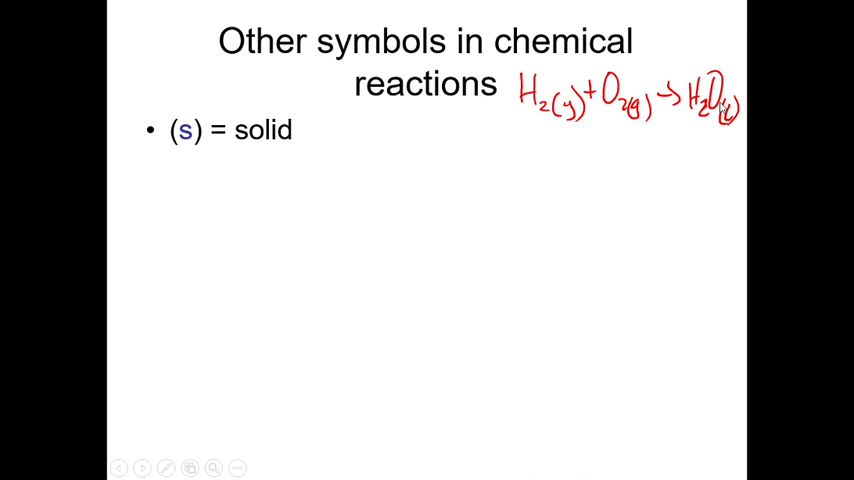 Other symbols in chemical
reactions H₂(g) + O₂(g) → H₂O(l)
• (s) = solid